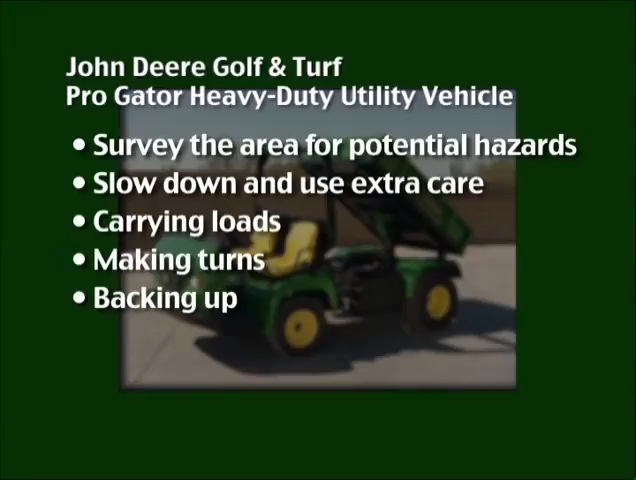 John Deere Golf & Turf
Pro Gator Heavy-Duty Utility Vehicle
• Survey the area for potential hazards
• Slow down and use extra care
• Carrying loads
• Making turns
• Backing up